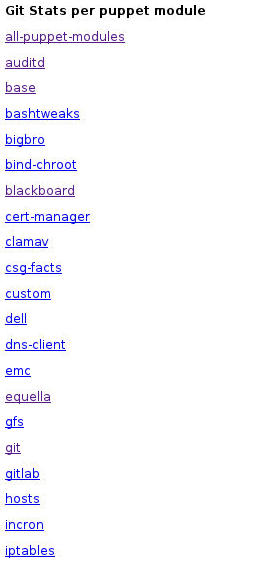 Git Stats per puppet module
all-puppet-modules
auditd
base
bashtweaks
bigbro
bind-chroot
blackboard
cert-manager
clamav
csg-facts
custom
dell
dns-client
emc
equella
gfs
git
gitlab
hosts
incron
iptables